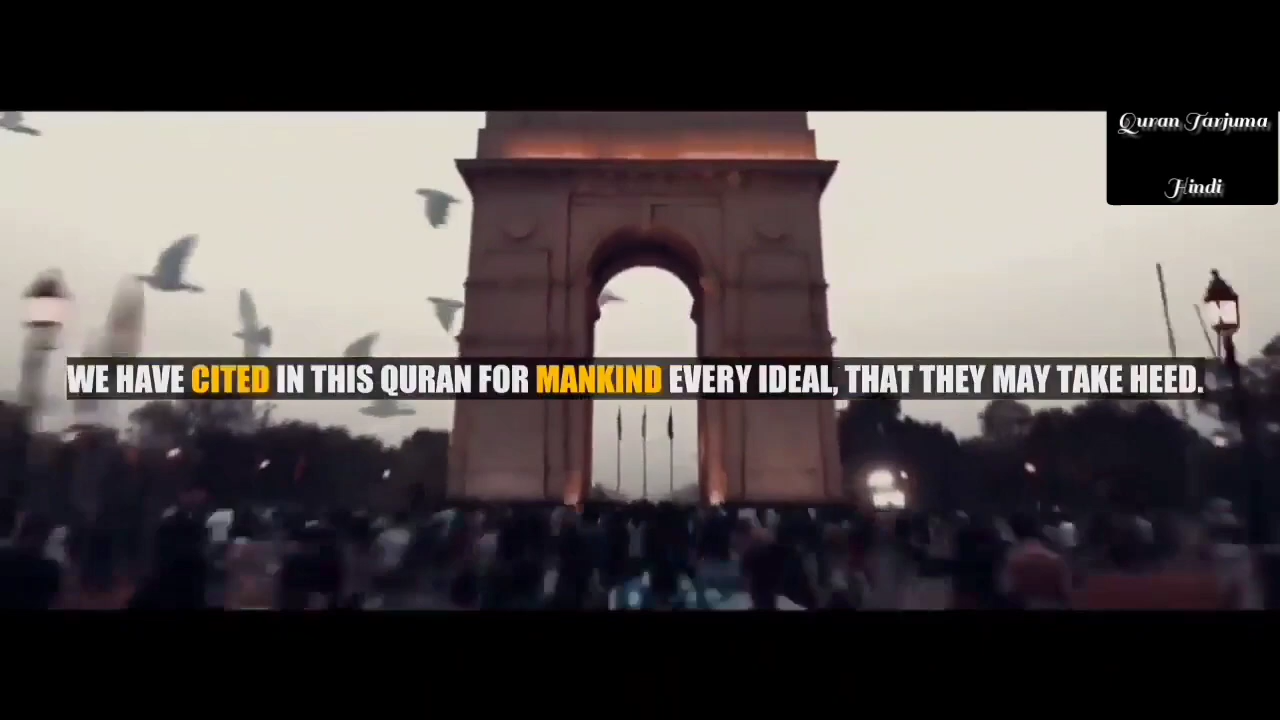 Quran Tarjuma
Hindi
WE HAVE CITED IN THIS QURAN FOR MANKIND EVERY IDEAL, THAT THEY MAY TAKE HEED.